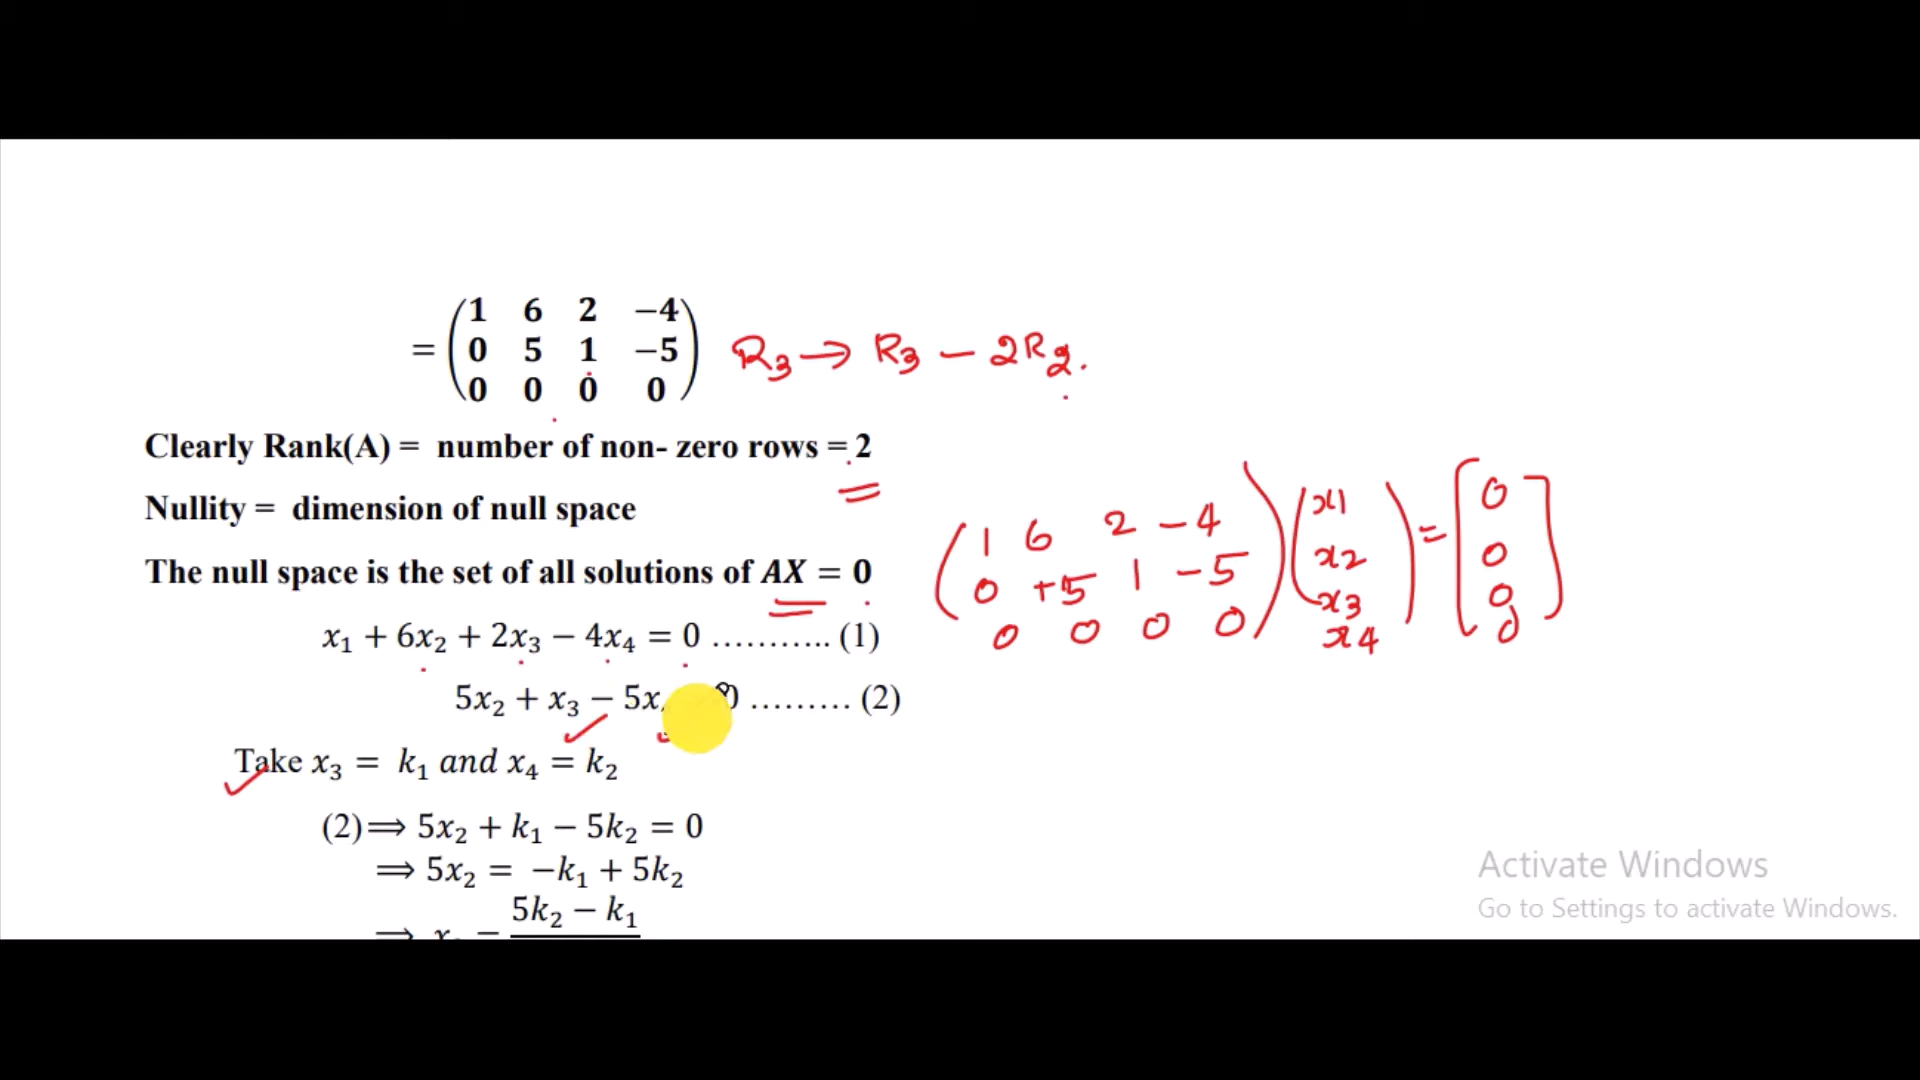 = (1 6 2 −4
0 5 1 −5
0 0 0 0) R3 → R3 − 2R2.
Clearly Rank(A) = number of non- zero rows = 2
Nullity = dimension of null space
The null space is the set of all solutions of AX = 0
(1 6 2 −4
0 +5 1 −5
0 0 0 0) (x1
x2
x3
x4) = [0
0
0
0]
x₁ + 6x₂ + 2x₃ − 4x₄ = 0 ……….. (1)
5x₂ + x₃ − 5x 0 ……… (2)
Take x₃ = k₁ and x₄ = k₂
(2)⟹ 5x₂ + k₁ − 5k₂ = 0
⟹ 5x₂ = −k₁ + 5k₂
5k₂ − k₁
Activate Windows
Go to Settings to activate Windows.